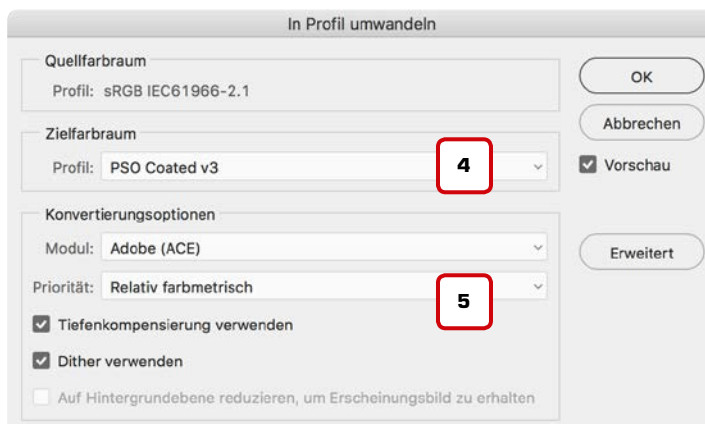 In Profil umwandeln
Quellfarbraum
Profil: sRGB IEC61966-2.1
OK
Abbrechen
Zielfarbraum
Profil: PSO Coated v3
4
Vorschau
Konvertierungsoptionen
Modul: Adobe (ACE)
Erweitert
Priorität: Relativ farbmetrisch
5
Tiefenkompensierung verwenden
Dither verwenden
Auf Hintergrundebene reduzieren, um Erscheinungsbild zu erhalten